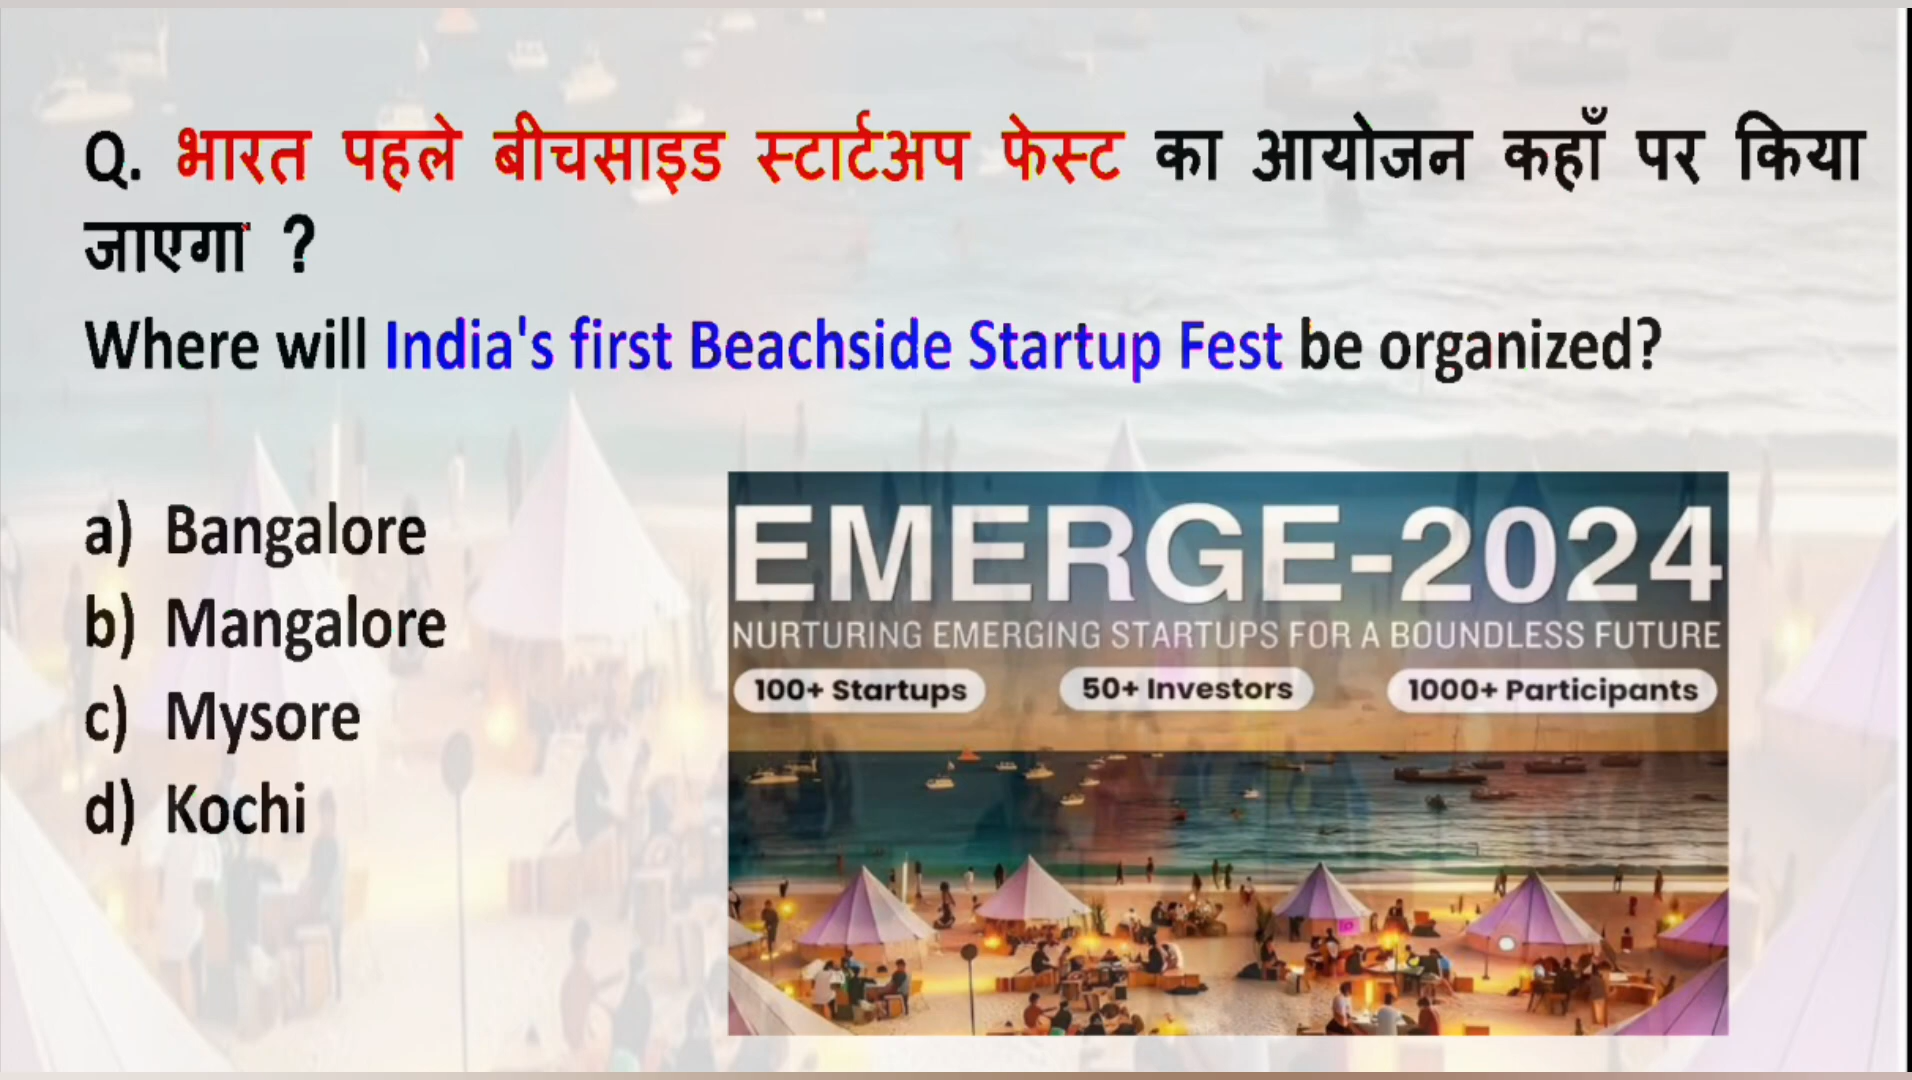 Q. भारत पहले बीचसाइड स्टार्टअप फेस्ट का आयोजन कहाँ पर किया
जाएगा ?
Where will India's first Beachside Startup Fest be organized?
a) Bangalore
b) Mangalore
c) Mysore
d) Kochi
EMERGE-2024
NURTURING EMERGING STARTUPS FOR A BOUNDLESS FUTURE
100+ Startups 50+ Investors 1000+ Participants